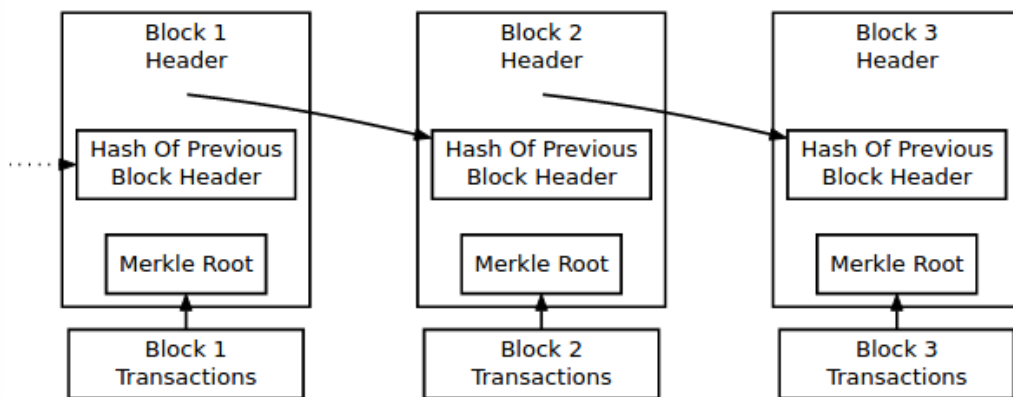 Block 1
Header
Block 2
Header
Block 3
Header
Hash Of Previous
Block Header
Hash Of Previous
Block Header
Hash Of Previous
Block Header
Merkle Root
Merkle Root
Merkle Root
Block 1
Transactions
Block 2
Transactions
Block 3
Transactions